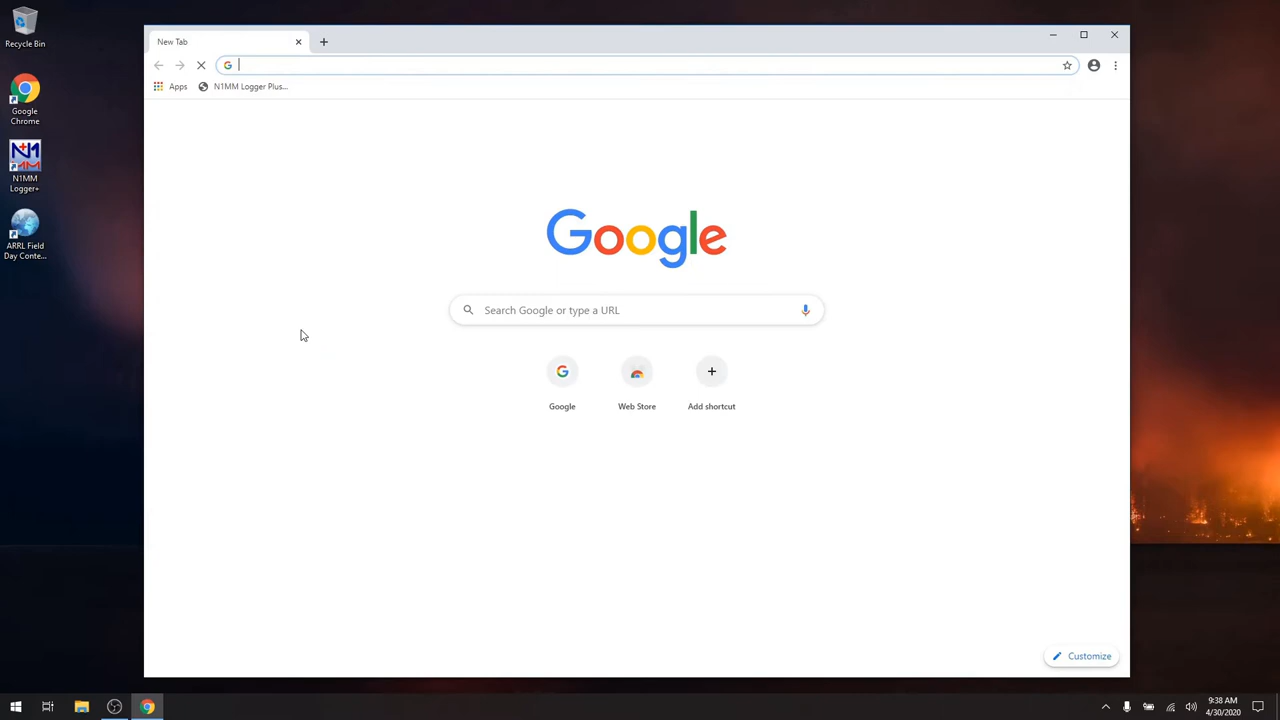 Recycle Bin
Google
Chrome
N1MM
N1MM
Logger+
ARRL Field
Day Conte...
New Tab
Apps
N1MM Logger Plus...
Google
Search Google or type a URL
Google
Web Store
Add shortcut
Customize
9:38 AM
4/30/2020